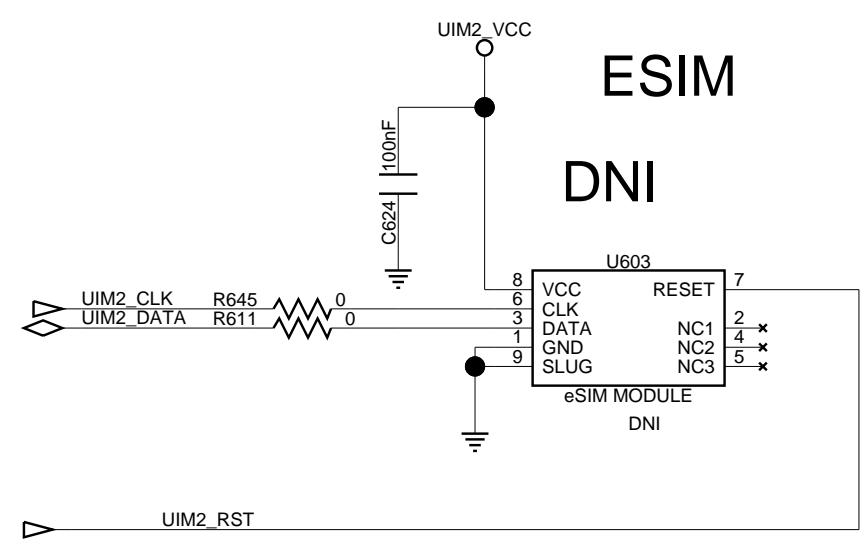 UIM2_VCC
ESIM
100nF
C624
DNI
U603
UIM2_CLK R645 0 6 CLK
8 VCC RESET 7
UIM2_DATA R611 0 3 DATA NC1 2
1 GND NC2 4
9 SLUG NC3 5
eSIM MODULE
DNI
UIM2_RST